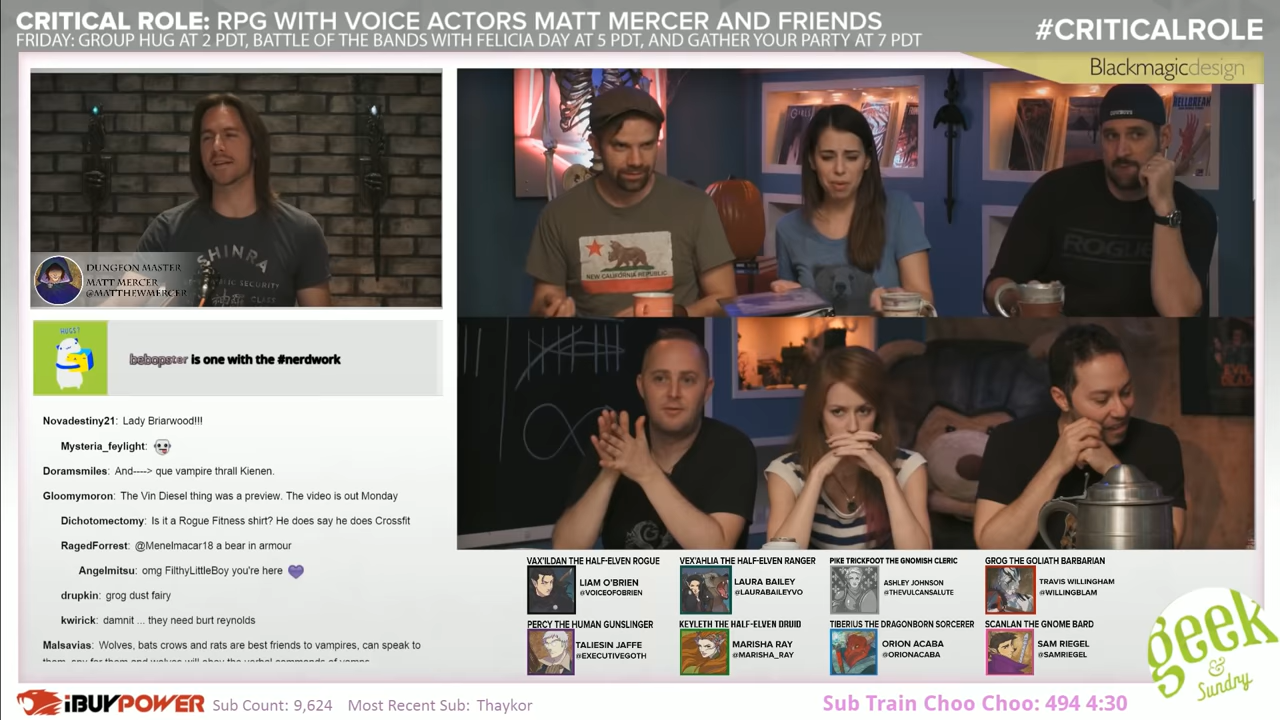 CRITICAL ROLE: RPG WITH VOICE ACTORS MATT MERCER AND FRIENDS
FRIDAY: GROUP HUG AT 2 PDT, BATTLE OF THE BANDS WITH FELICIA DAY AT 5 PDT, AND GATHER YOUR PARTY AT 7 PDT
#CRITICALROLE
Blackmagicdesign
SHINRA
DUNGEON MASTER
MATT MERCER
@MATTHEWMERCER
NEW CALIFORNIA REPUBLIC
ROGUE
HELLBREAK
HUGS?
bebopster is one with the #nerdwork
Novadestiny21: Lady Briarwood!!!
Mysteria_feylight:
Doramsmiles: And----> que vampire thrall Kienen.
Gloomymoron: The Vin Diesel thing was a preview. The video is out Monday
Dichotomectomy: Is it a Rogue Fitness shirt? He does say he does Crossfit
RagedForrest: @Menelmacar18 a bear in armour
Angelmitsu: omg FilthyLittleBoy you're here
drupkin: grog dust fairy
kwirick: damnit ... they need burt reynolds
Malsavias: Wolves, bats crows and rats are best friends to vampires, can speak to
EVIL DEAD
VAX'ILDAN THE HALF-ELVEN ROGUE
LIAM O'BRIEN
@VOICEOFOBRIEN
VEX'AHLIA THE HALF-ELVEN RANGER
LAURA BAILEY
@LAURABAILEYVO
PIKE TRICKFOOT THE GNOMISH CLERIC
ASHLEY JOHNSON
@THEVULCANSALUTE
GROG THE GOLIATH BARBARIAN
TRAVIS WILLINGHAM
@WILLINGBLAM
PERCY THE HUMAN GUNSLINGER
TALIESIN JAFFE
@EXECUTIVEGOTH
KEYLETH THE HALF-ELVEN DRUID
MARISHA RAY
@MARISHA_RAY
TIBERIUS THE DRAGONBORN SORCERER
ORION ACABA
@ORIONACABA
SCANLAN THE GNOME BARD
SAM RIEGEL
@SAMRIEGEL
geek & Sundry
iBUYPOWER
Sub Count: 9,624 Most Recent Sub: Thaykor
Sub Train Choo Choo: 494 4:30